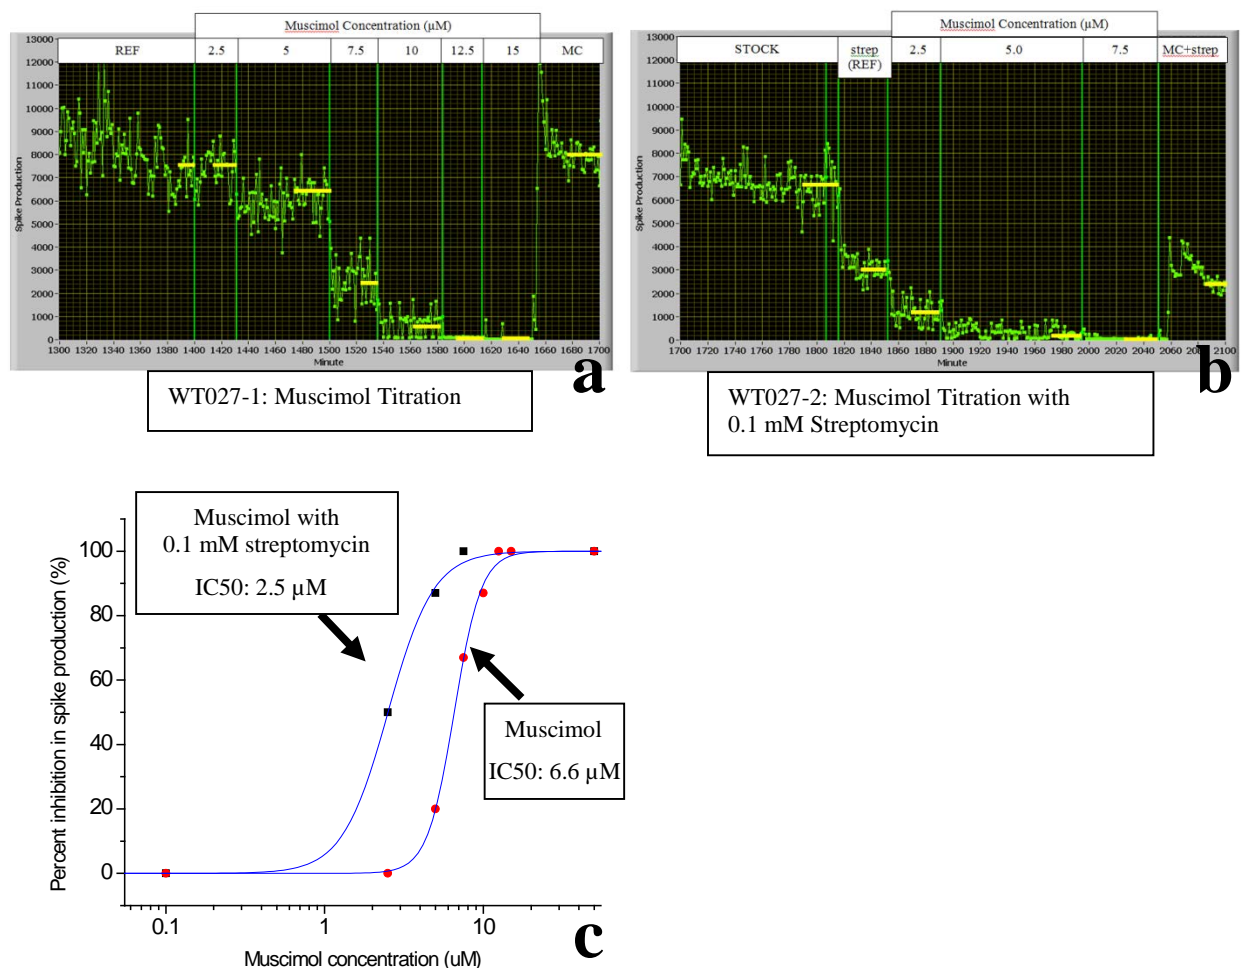 Muscimol Concentration (µM)
REF 2.5 5 7.5 10 12.5 15 MC
13000
12000
11000
10000
9000
8000
7000
6000
5000
4000
3000
2000
1000
0
Spike Production
1300 1320 1340 1360 1380 1400 1420 1440 1460 1480 1500 1520 1540 1560 1580 1600 1620 1640 1660 1680 1700
Minute
a
WT027-1: Muscimol Titration
Muscimol Concentration (µM)
STOCK strep 2.5 5.0 7.5 MC+strep
(REF)
13000
12000
11000
10000
9000
8000
7000
6000
5000
4000
3000
2000
1000
0
Spike Production
1700 1720 1740 1760 1780 1800 1820 1840 1860 1880 1900 1920 1940 1960 1980 2000 2020 2040 2060 2100
Minute
b
WT027-2: Muscimol Titration with
0.1 mM Streptomycin
Muscimol with
0.1 mM streptomycin
IC50: 2.5 µM
Muscimol
IC50: 6.6 µM
100
80
60
40
20
0
Percent inhibition in spike production (%)
0.1 1 10
Muscimol concentration (uM)
c